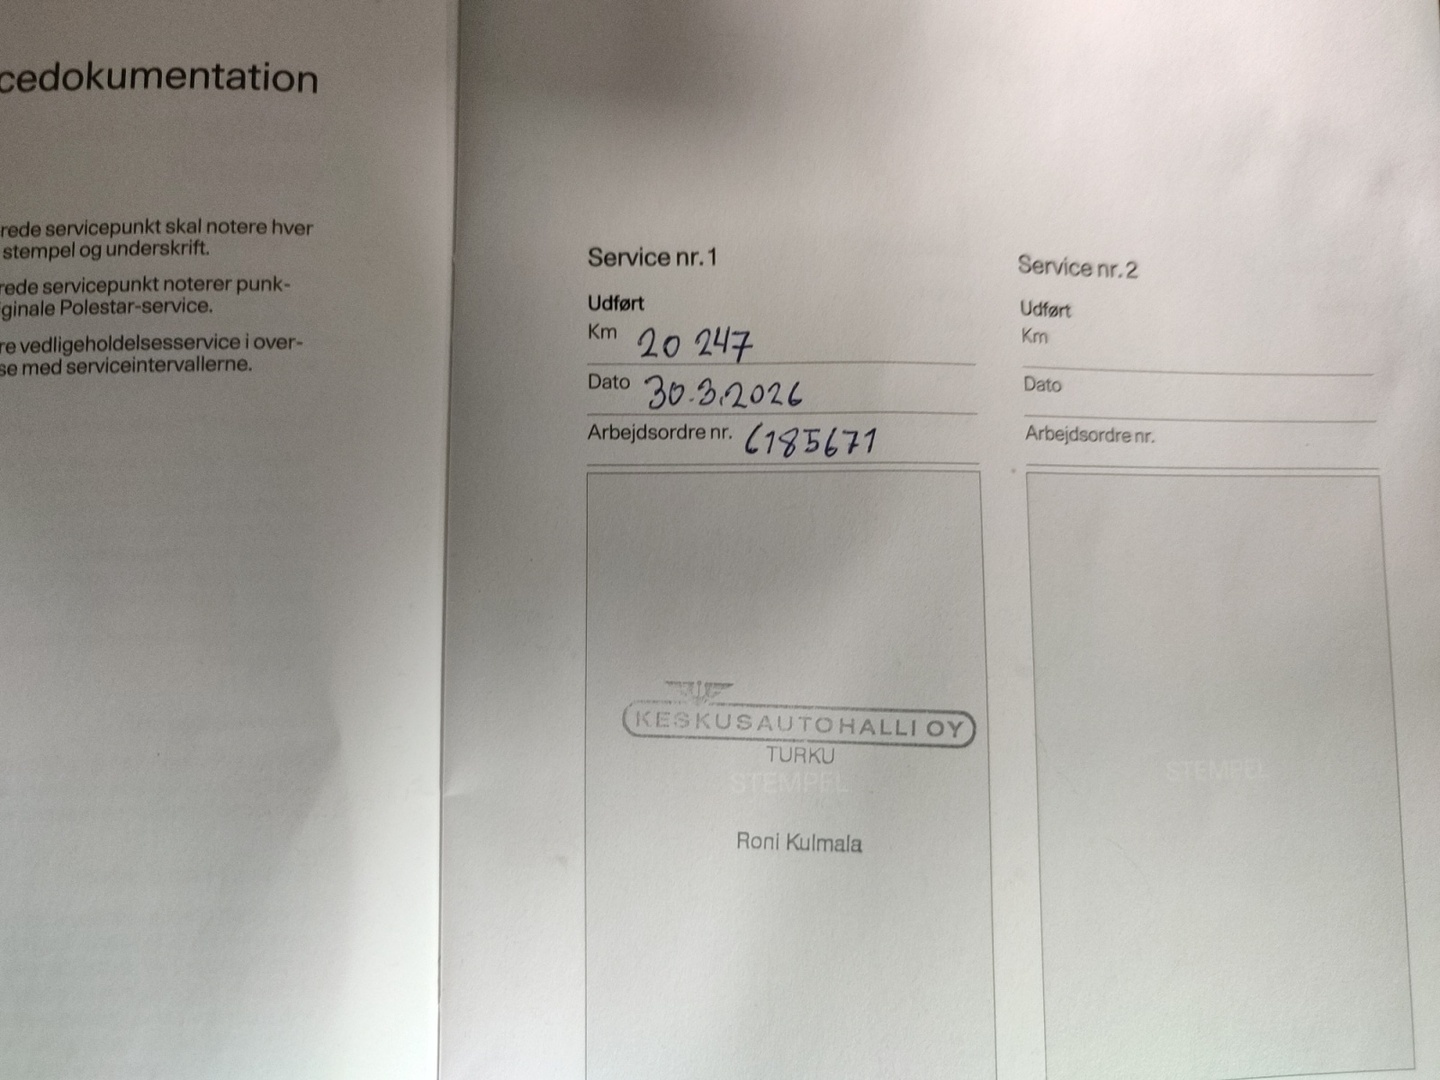 cedokumentation
rede servicepunkt skal notere hver
stempel og underskrift.
rede servicepunkt noterer punk-
ginale Polestar-service.
re vedligeholdelsesservice i over-
se med serviceintervallerne.
Service nr. 1
Udført
Km 20 247
Dato 30.3.2026
Arbejdsordre nr. 6185671
KESKUSAUTOHALLI OY
TURKU
STEMPEL
Roni Kulmala
Service nr. 2
Udført
Km
Dato
Arbejdsordre nr.
STEMPEL